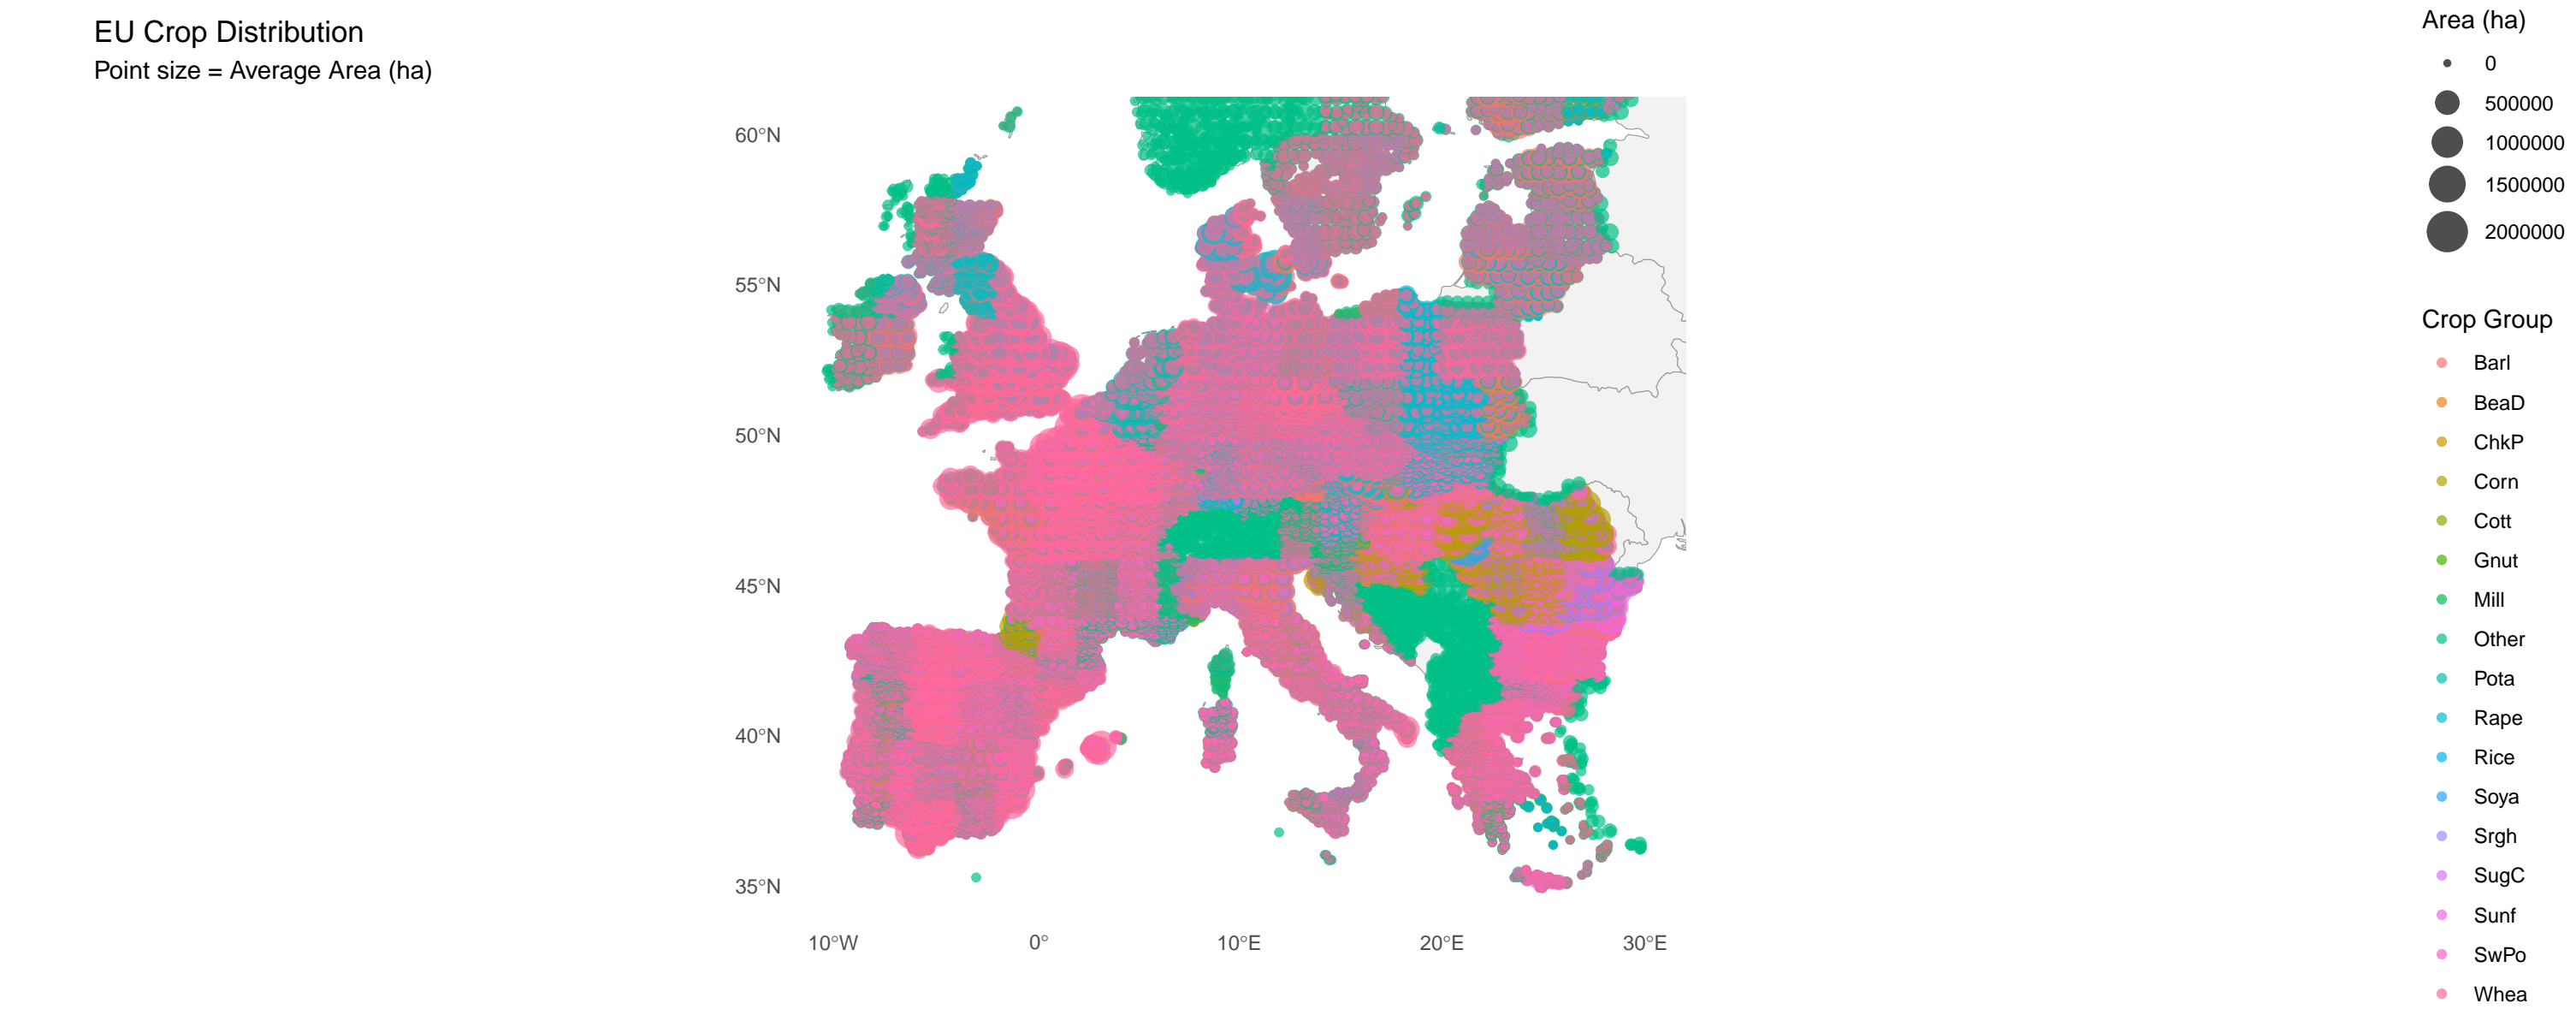 EU Crop Distribution
Point size = Average Area (ha)
60°N
55°N
50°N
45°N
40°N
35°N
10°W
0°
10°E
20°E
30°E
Area (ha)
0
500000
1000000
1500000
2000000
Crop Group
Barl
BeaD
ChkP
Corn
Cott
Gnut
Mill
Other
Pota
Rape
Rice
Soya
Srgh
SugC
Sunf
SwPo
Whea